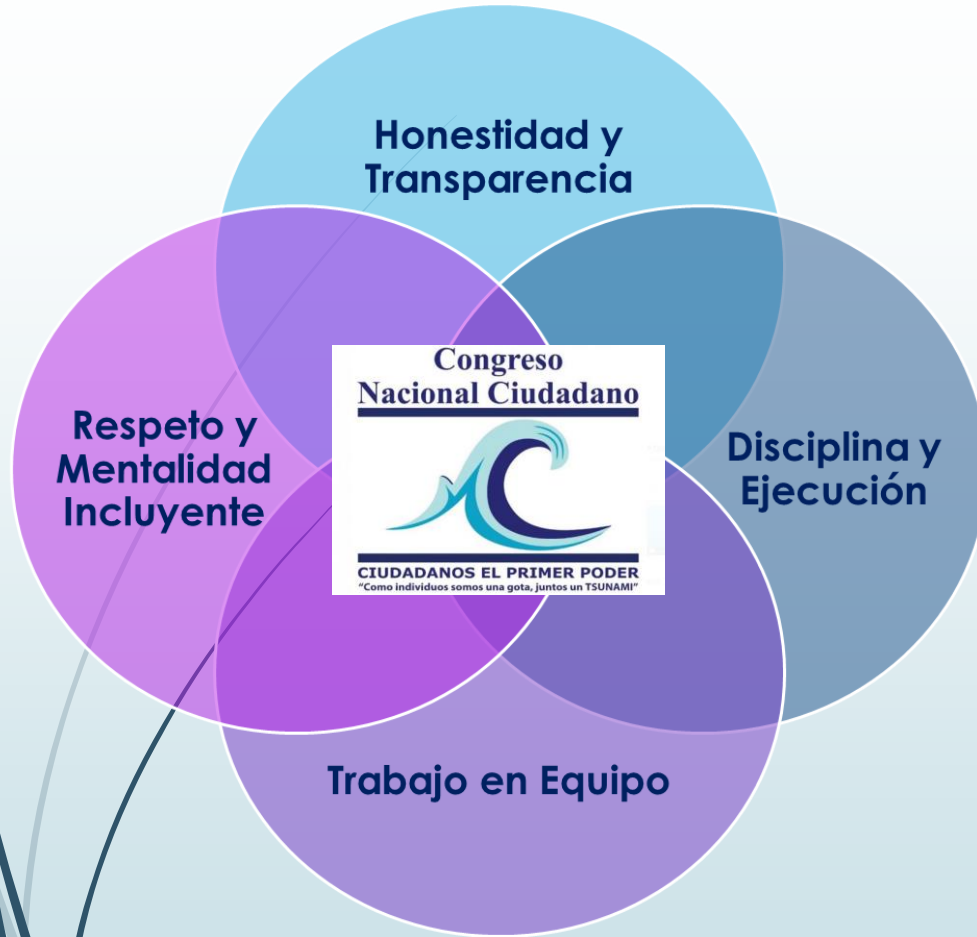 Honestidad y
Transparencia
Respeto y
Mentalidad
Incluyente
Congreso
Nacional Ciudadano
CIUDADANOS EL PRIMER PODER
"Como individuos somos una gota, juntos un TSUNAMI"
Disciplina y
Ejecución
Trabajo en Equipo